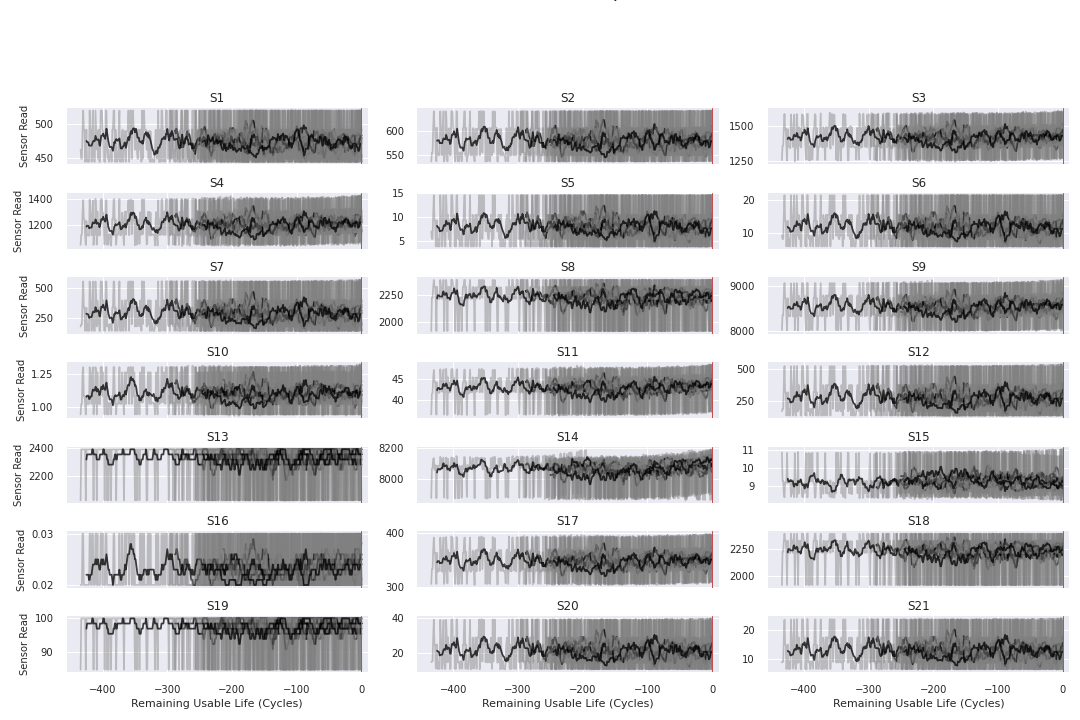 S1 S2 S3
Sensor Read 500 450 600 550 1500 1250
S4 S5 S6
Sensor Read 1400 1200 15 10 5 20 10
S7 S8 S9
Sensor Read 500 250 2250 2000 9000 8000
S10 S11 S12
Sensor Read 1.25 1.00 45 40 500 250
S13 S14 S15
Sensor Read 2400 2200 8200 8000 11 10 9
S16 S17 S18
Sensor Read 0.03 0.02 400 300 2250 2000
S19 S20 S21
Sensor Read 100 90 40 20 20 10
−400 −300 −200 −100 0 −400 −300 −200 −100 0 −400 −300 −200 −100 0
Remaining Usable Life (Cycles) Remaining Usable Life (Cycles) Remaining Usable Life (Cycles)